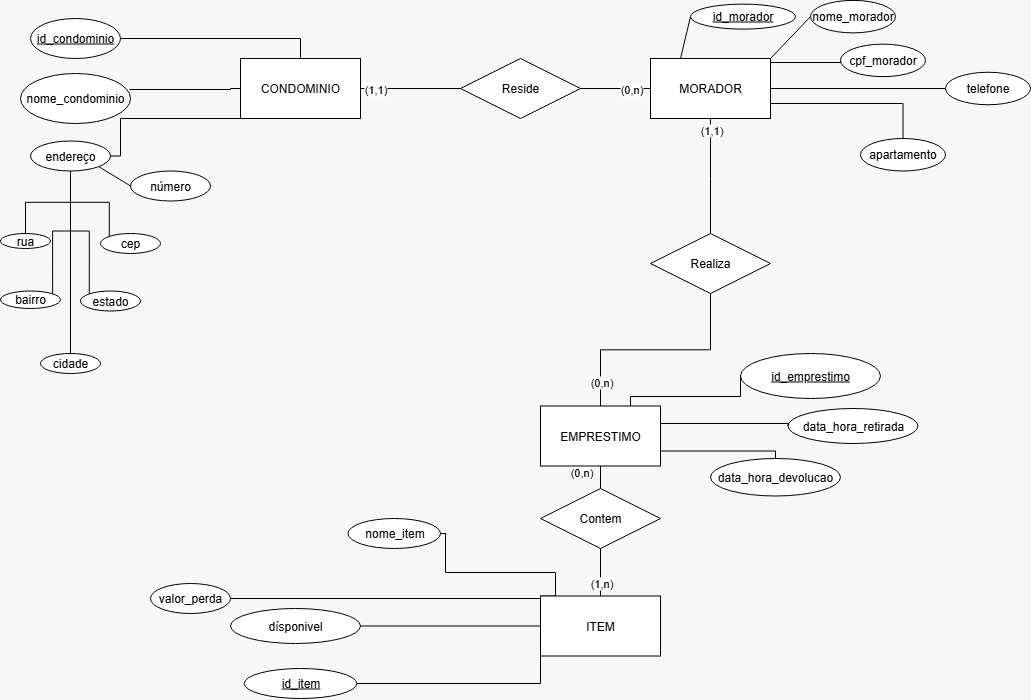 id_morador
nome_morador
id_condominio
cpf_morador
nome_condominio
CONDOMINIO
(1,1)
Reside
(0,n)
MORADOR
telefone
(1,1)
endereço
apartamento
número
rua
cep
Realiza
bairro
estado
cidade
(0,n)
id_emprestimo
EMPRESTIMO
data_hora_retirada
(0,n)
data_hora_devolucao
Contem
nome_item
(1,n)
valor_perda
dísponivel
ITEM
id_item